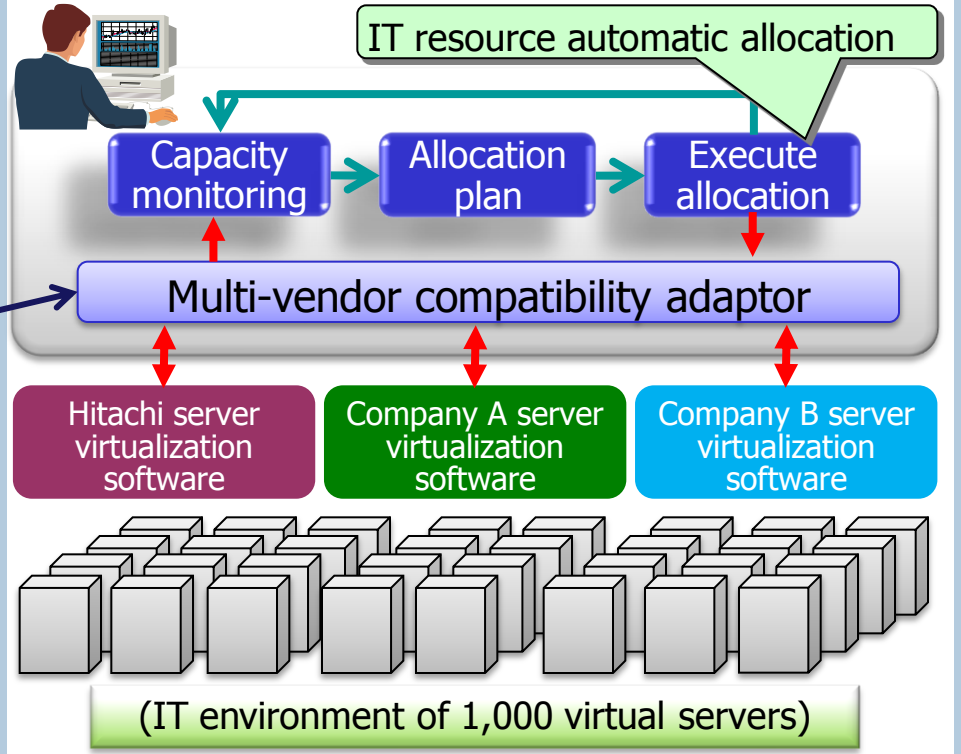 IT resource automatic allocation
Capacity
monitoring
Allocation
plan
Execute
allocation
Multi-vendor compatibility adaptor
Hitachi server
virtualization
software
Company A server
virtualization
software
Company B server
virtualization
software
(IT environment of 1,000 virtual servers)